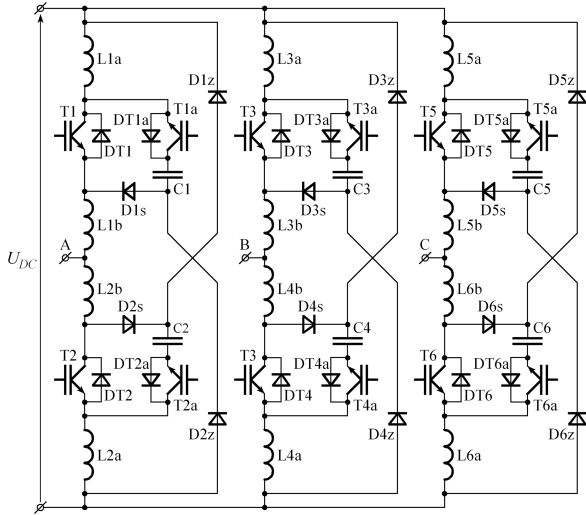 L1a L3a L5a
D1z D3z D5z
T1 T1a T3 T3a T5 T5a
DT1a DT3a DT5a
DT1 DT3 DT5
C1 C3 C5
D1s D3s D5s
L1b L3b L5b
A B C
U_DC
L2b L4b L6b
D2s C2 D4s C4 D6s C6
T2 DT2a T3 DT4a T6 DT6a
DT2 DT4 DT6
T2a T4a T6a
D2z D4z D6z
L2a L4a L6a